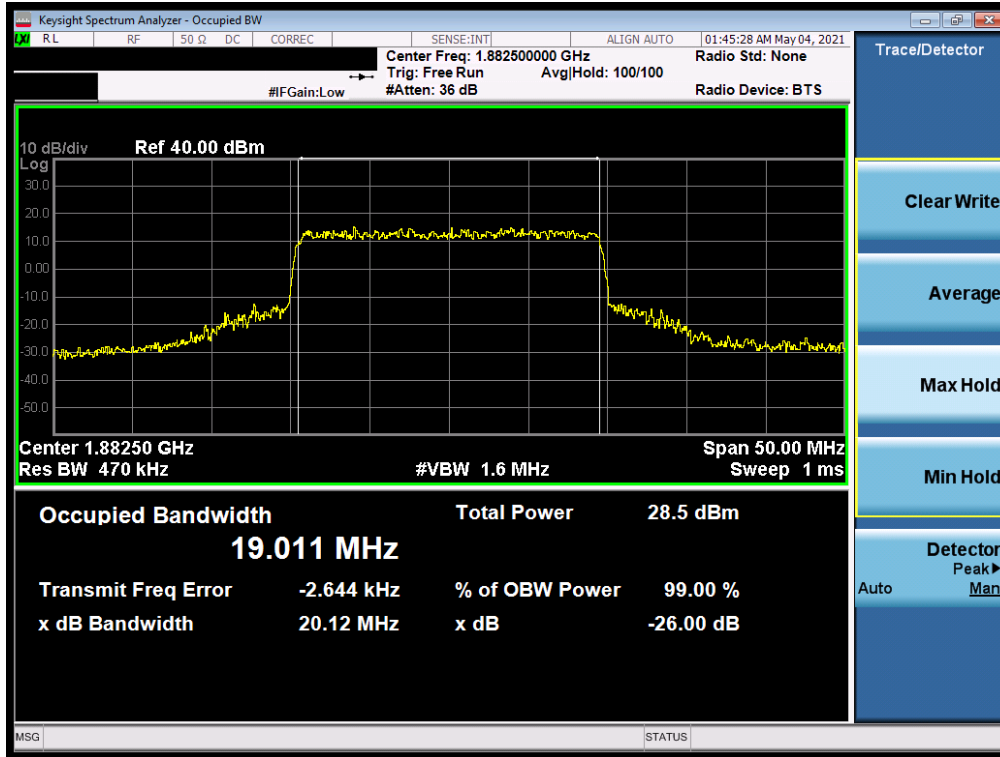 Keysight Spectrum Analyzer - Occupied BW
LXI RL RF 50 Ω DC CORREC SENSE:INT ALIGN AUTO 01:45:28 AM May 04, 2021
Center Freq: 1.882500000 GHz Radio Std: None
Trig: Free Run Avg|Hold: 100/100
#IFGain:Low #Atten: 36 dB Radio Device: BTS
10 dB/div Ref 40.00 dBm
Log
30.0
20.0
10.0
0.00
-10.0
-20.0
-30.0
-40.0
-50.0
Center 1.88250 GHz Span 50.00 MHz
Res BW 470 kHz #VBW 1.6 MHz Sweep 1 ms
Occupied Bandwidth Total Power 28.5 dBm
19.011 MHz
Transmit Freq Error -2.644 kHz % of OBW Power 99.00 %
x dB Bandwidth 20.12 MHz x dB -26.00 dB
MSG STATUS
Trace/Detector
Clear Write
Average
Max Hold
Min Hold
Detector
Peak▶
Auto Man